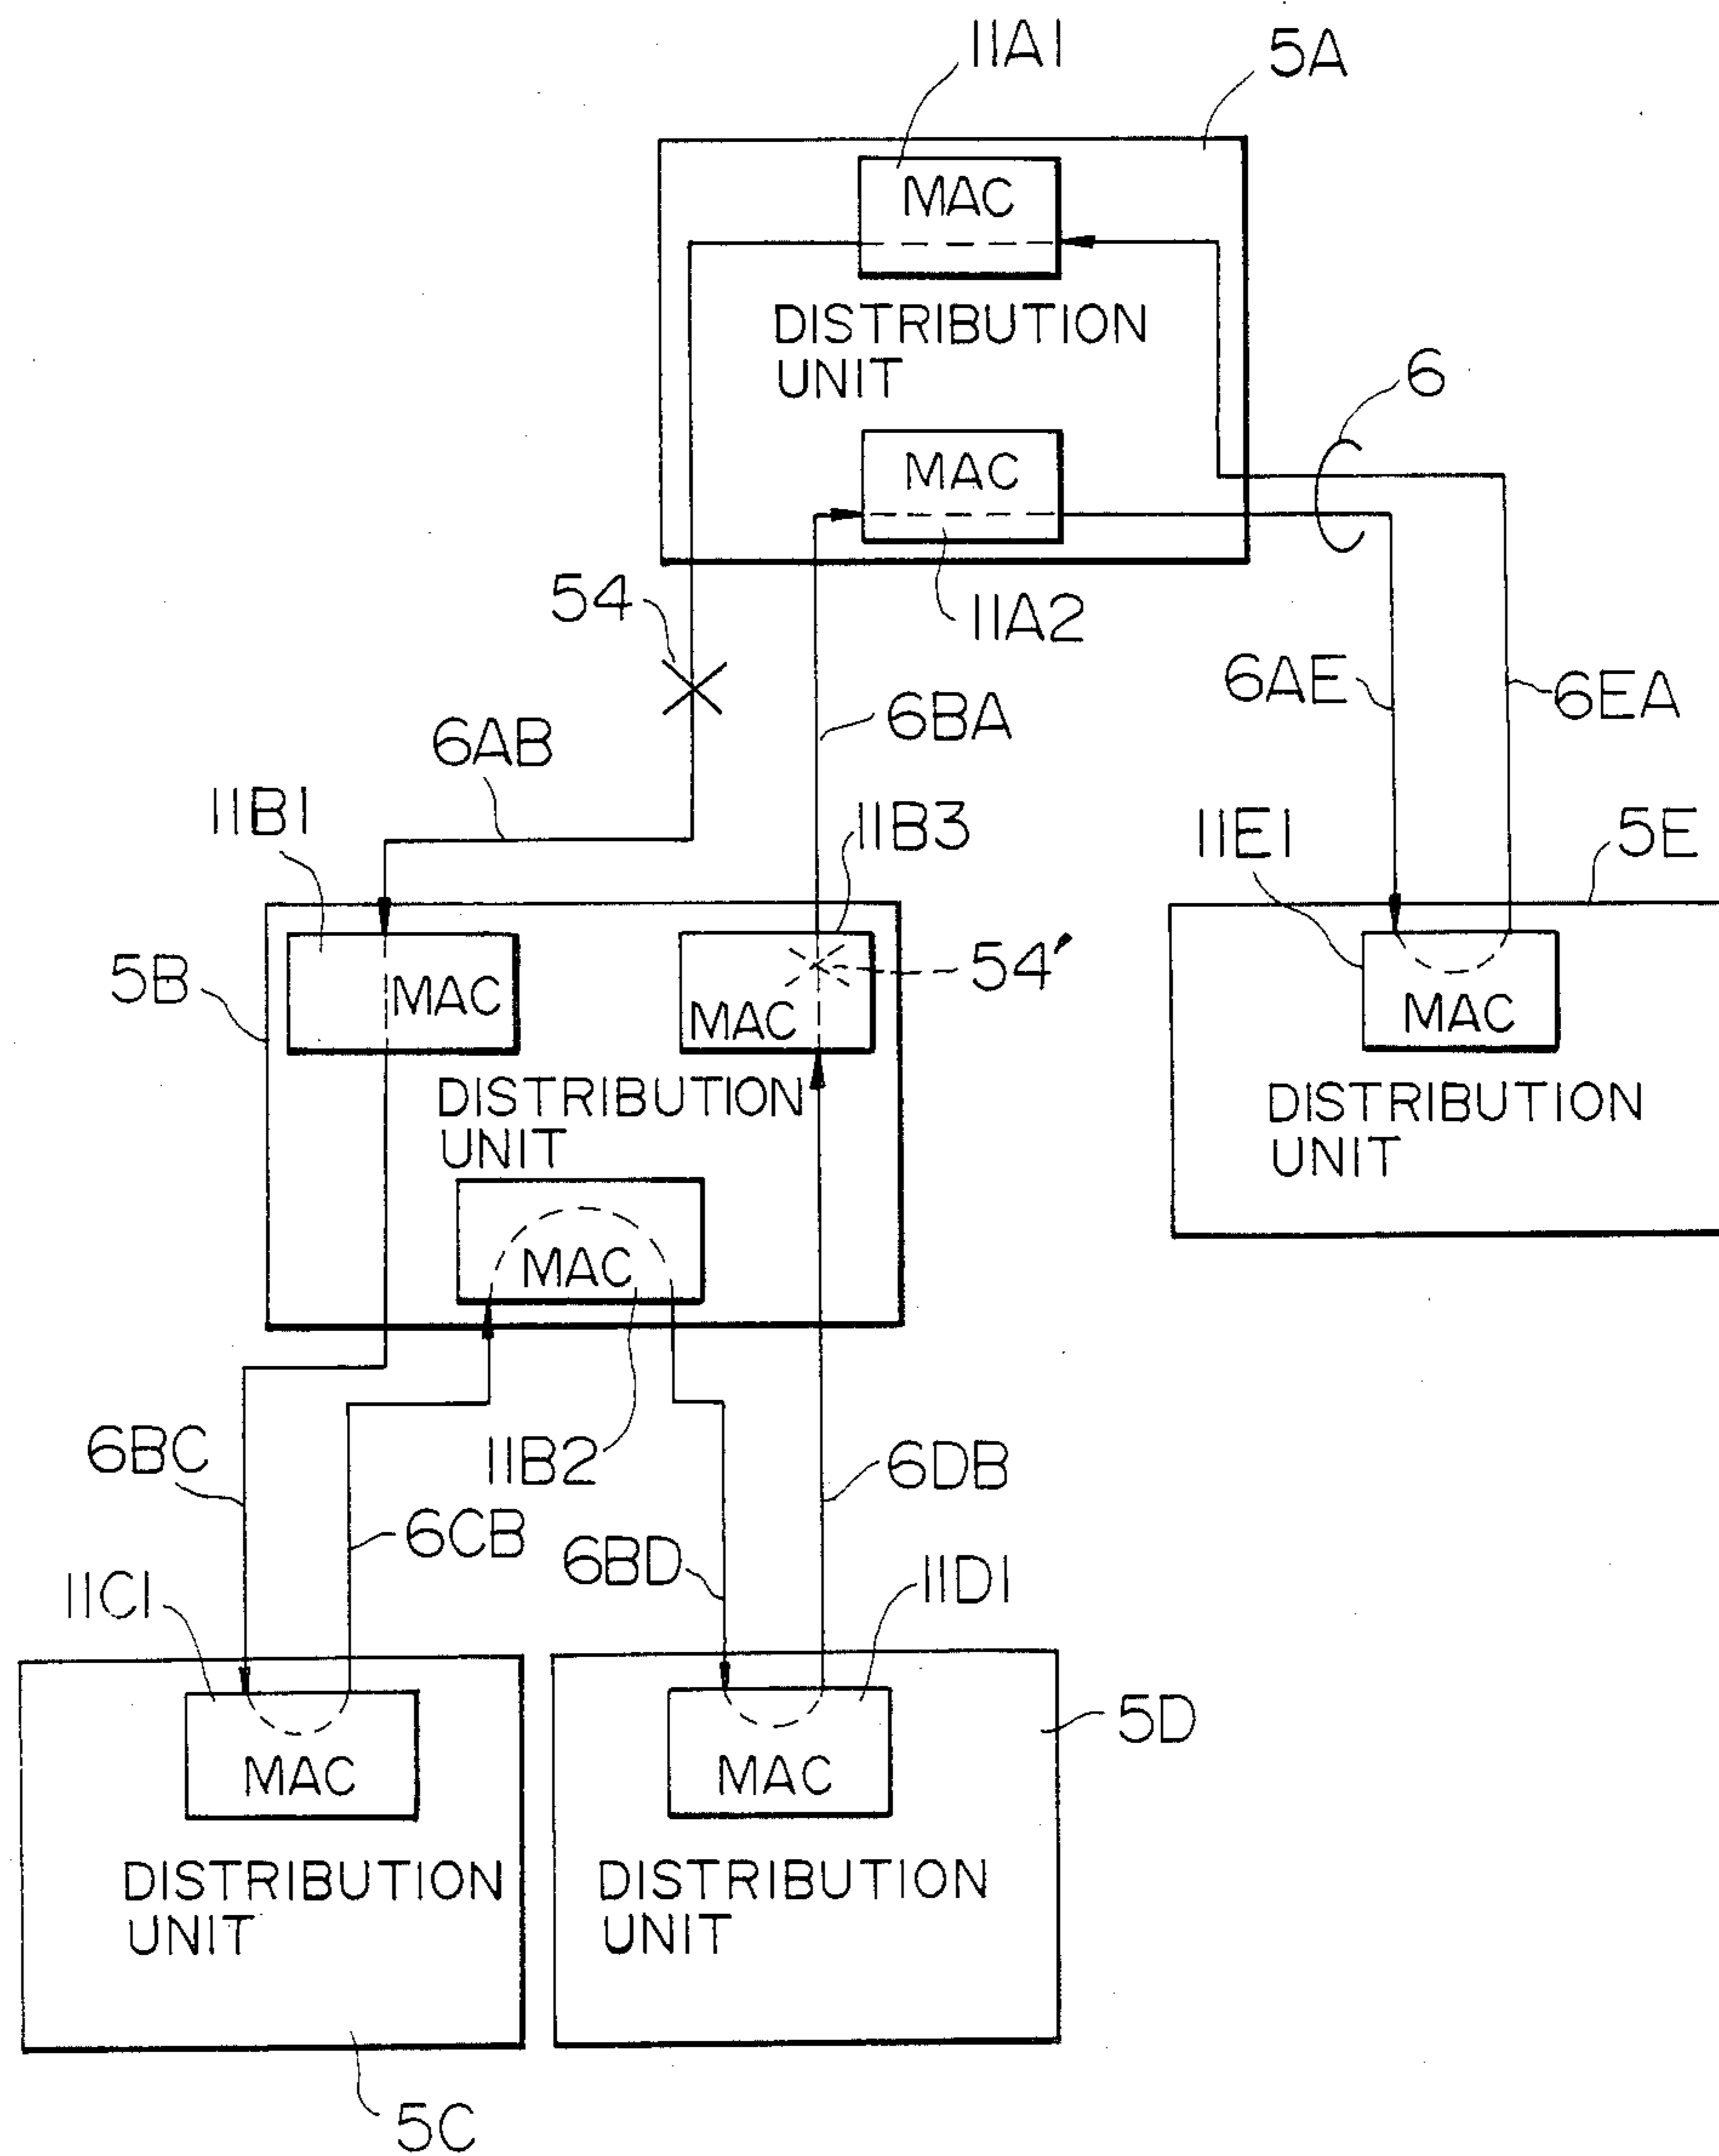 11A1
5A
MAC
DISTRIBUTION
UNIT
6
MAC
54
11A2
6AE
6EA
6BA
6AB
11B1
11B3
11E1
5E
5B
MAC
54'
MAC
MAC
DISTRIBUTION
UNIT
DISTRIBUTION
UNIT
MAC
6BC
11B2
6DB
6CB
6BD
11D1
11C1
5D
MAC
MAC
DISTRIBUTION
UNIT
DISTRIBUTION
UNIT
5C